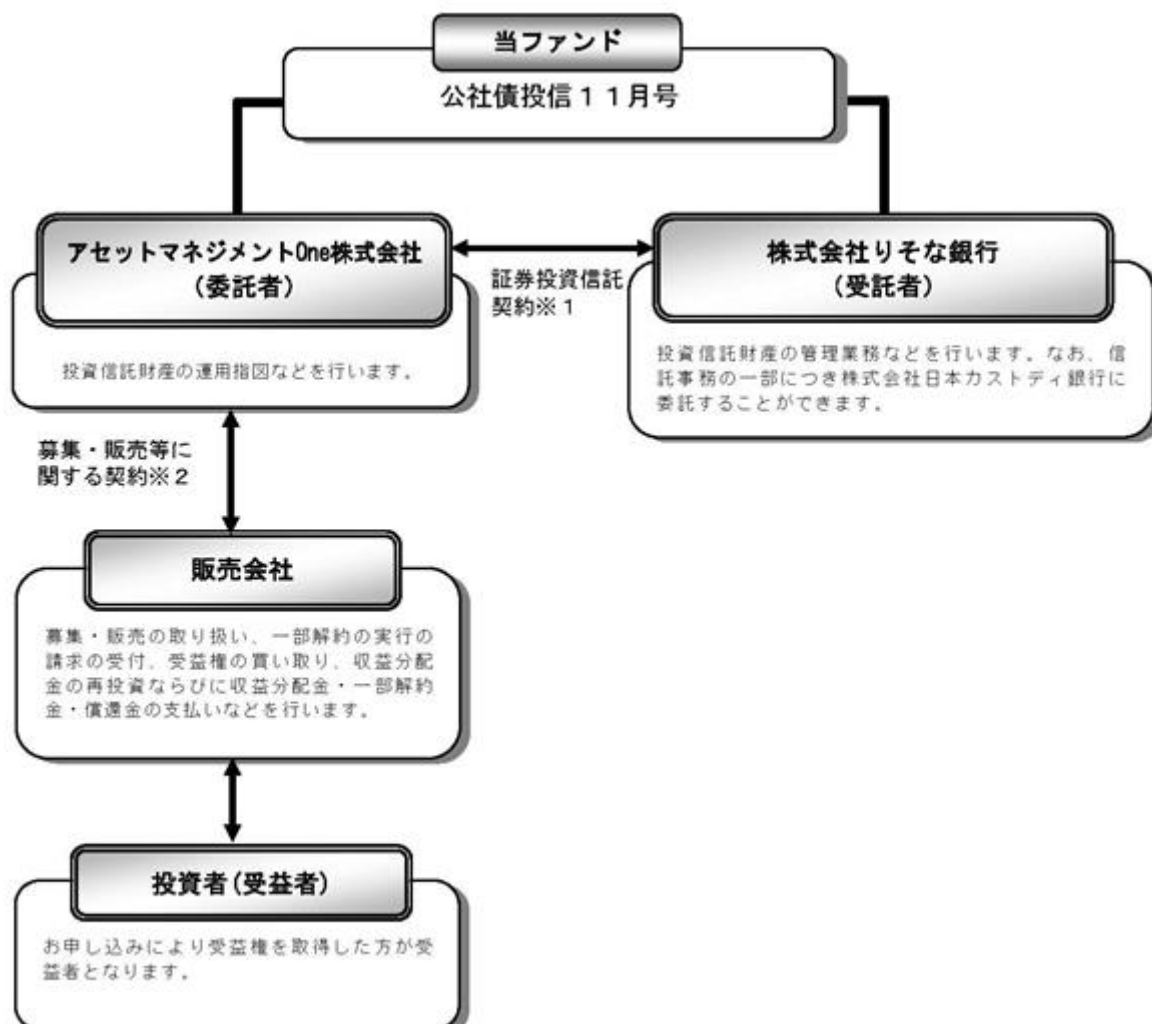 当ファンド
公社債投信１１月号
アセットマネジメントOne株式会社
（委託者）
投資信託財産の運用指図などを行います。
証券投資信託
契約※１
株式会社りそな銀行
（受託者）
投資信託財産の管理業務などを行います。なお、信
託事務の一部につき株式会社日本カストディ銀行に
委託することができます。
募集・販売等に
関する契約※２
販売会社
募集・販売の取り扱い、一部解約の実行の
請求の受付、受益権の買い取り、収益分配
金の再投資ならびに収益分配金・一部解約
金・償還金の支払いなどを行います。
投資者(受益者)
お申し込みにより受益権を取得した方が受
益者となります。